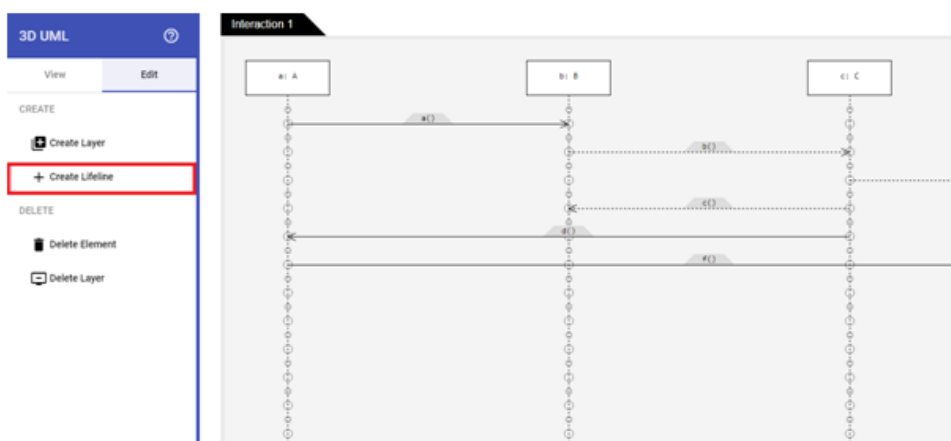 3D UML
View Edit
CREATE
Create Layer
Create Lifeline
DELETE
Delete Element
Delete Layer
Interaction 1
a: A
b: B
c: C
a()
b()
c()
d()
f()